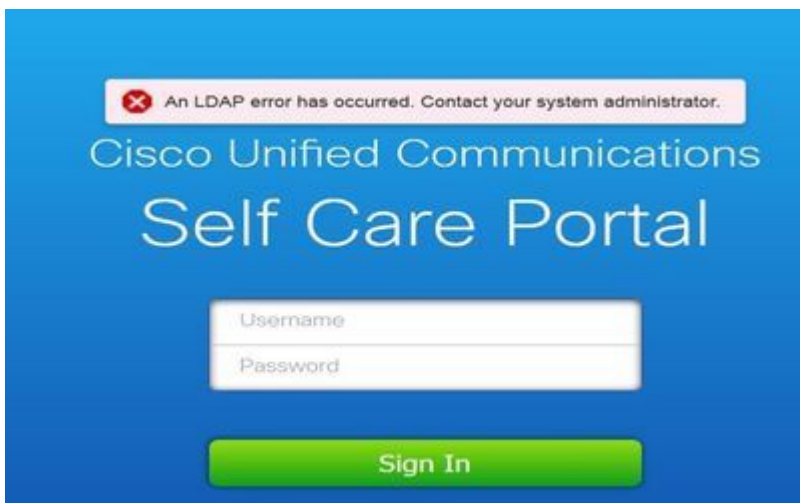 An LDAP error has occurred. Contact your system administrator.
Cisco Unified Communications
Self Care Portal
Username
Password
Sign In